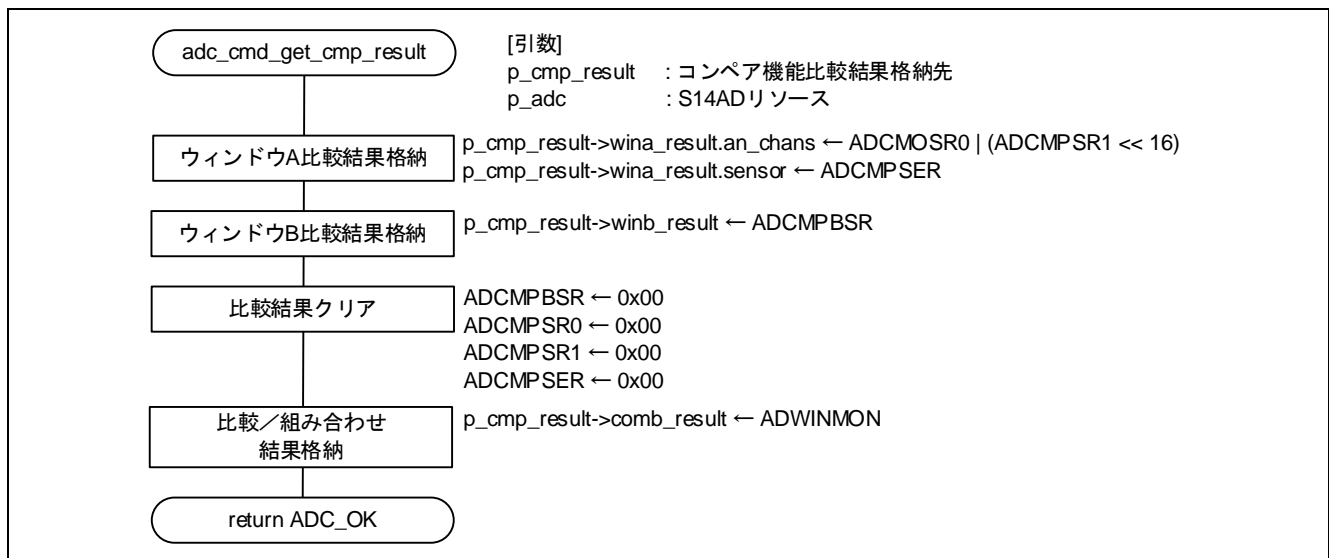 adc_cmd_get_cmp_result
[引数]
p_cmp_result : コンペア機能比較結果格納先
p_adc : S14ADリソース
ウィンドウA比較結果格納
p_cmp_result->wina_result.an_chans ← ADCMOSR0 | (ADCMPSR1 << 16)
p_cmp_result->wina_result.sensor ← ADCMPSER
ウィンドウB比較結果格納
p_cmp_result->winb_result ← ADCMPBSR
比較結果クリア
ADCMPBSR ← 0x00
ADCMPSR0 ← 0x00
ADCMPSR1 ← 0x00
ADCMPSER ← 0x00
比較／組み合わせ
結果格納
p_cmp_result->comb_result ← ADWINMON
return ADC_OK